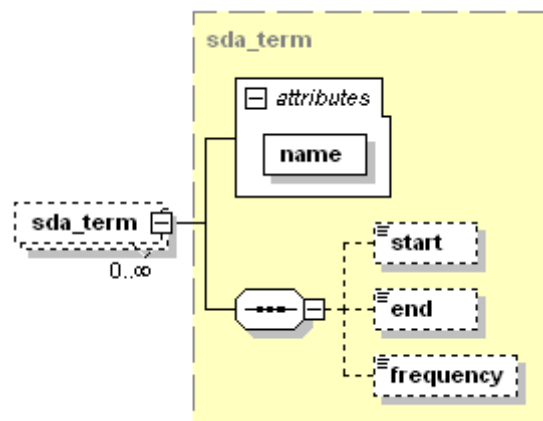 sda_term
attributes
name
sda_term
0..∞
start
end
frequency